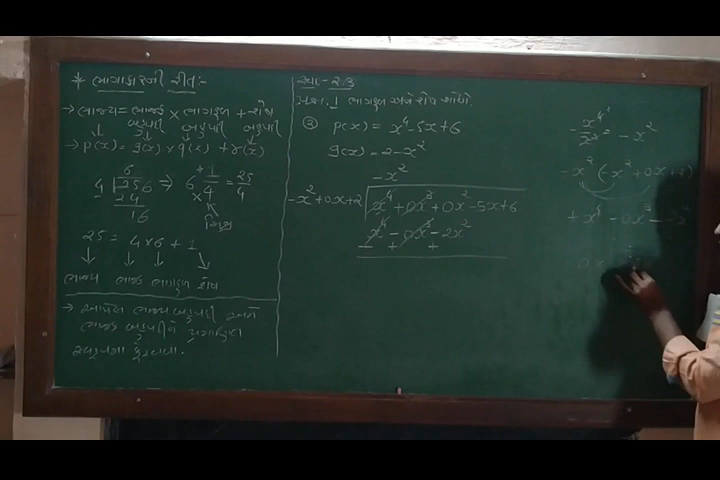 * ભાગાકારની રીત:-
→ ભાજ્ય = ભાજક × ભાગફળ + શેષ
બહુપદી બહુપદી બહુપદી
→ p(x) = g(x) × q(x) + r(x)
6
4 256 ⇒ 6 +1/×4 = 25/4
- 24
16
મિશ્ર
25 = 4×6 + 1
ભાજ્ય ભાજક ભાગફળ શેષ
→ આપેલ ભાજ્ય બહુપદી અને
ભાજક બહુપદીને પ્રમાણિત
સ્વરૂપમાં ફેરવવા.
સ્વા:- 2.3
પ્રશ્ન. 1 ભાગફળ અને શેષ શોધો.
③ p(x) = x⁴ - 5x + 6
g(x) = 2 - x²
- x²
- x² + 0x + 2 x⁴ + 0x³ + 0x² - 5x + 6
x⁴ - 0x³ - 2x²
- + +
- x⁴/x² = - x²
- x² (- x² + 0x + 2)
+ x⁴ - 0x³ - 2x²